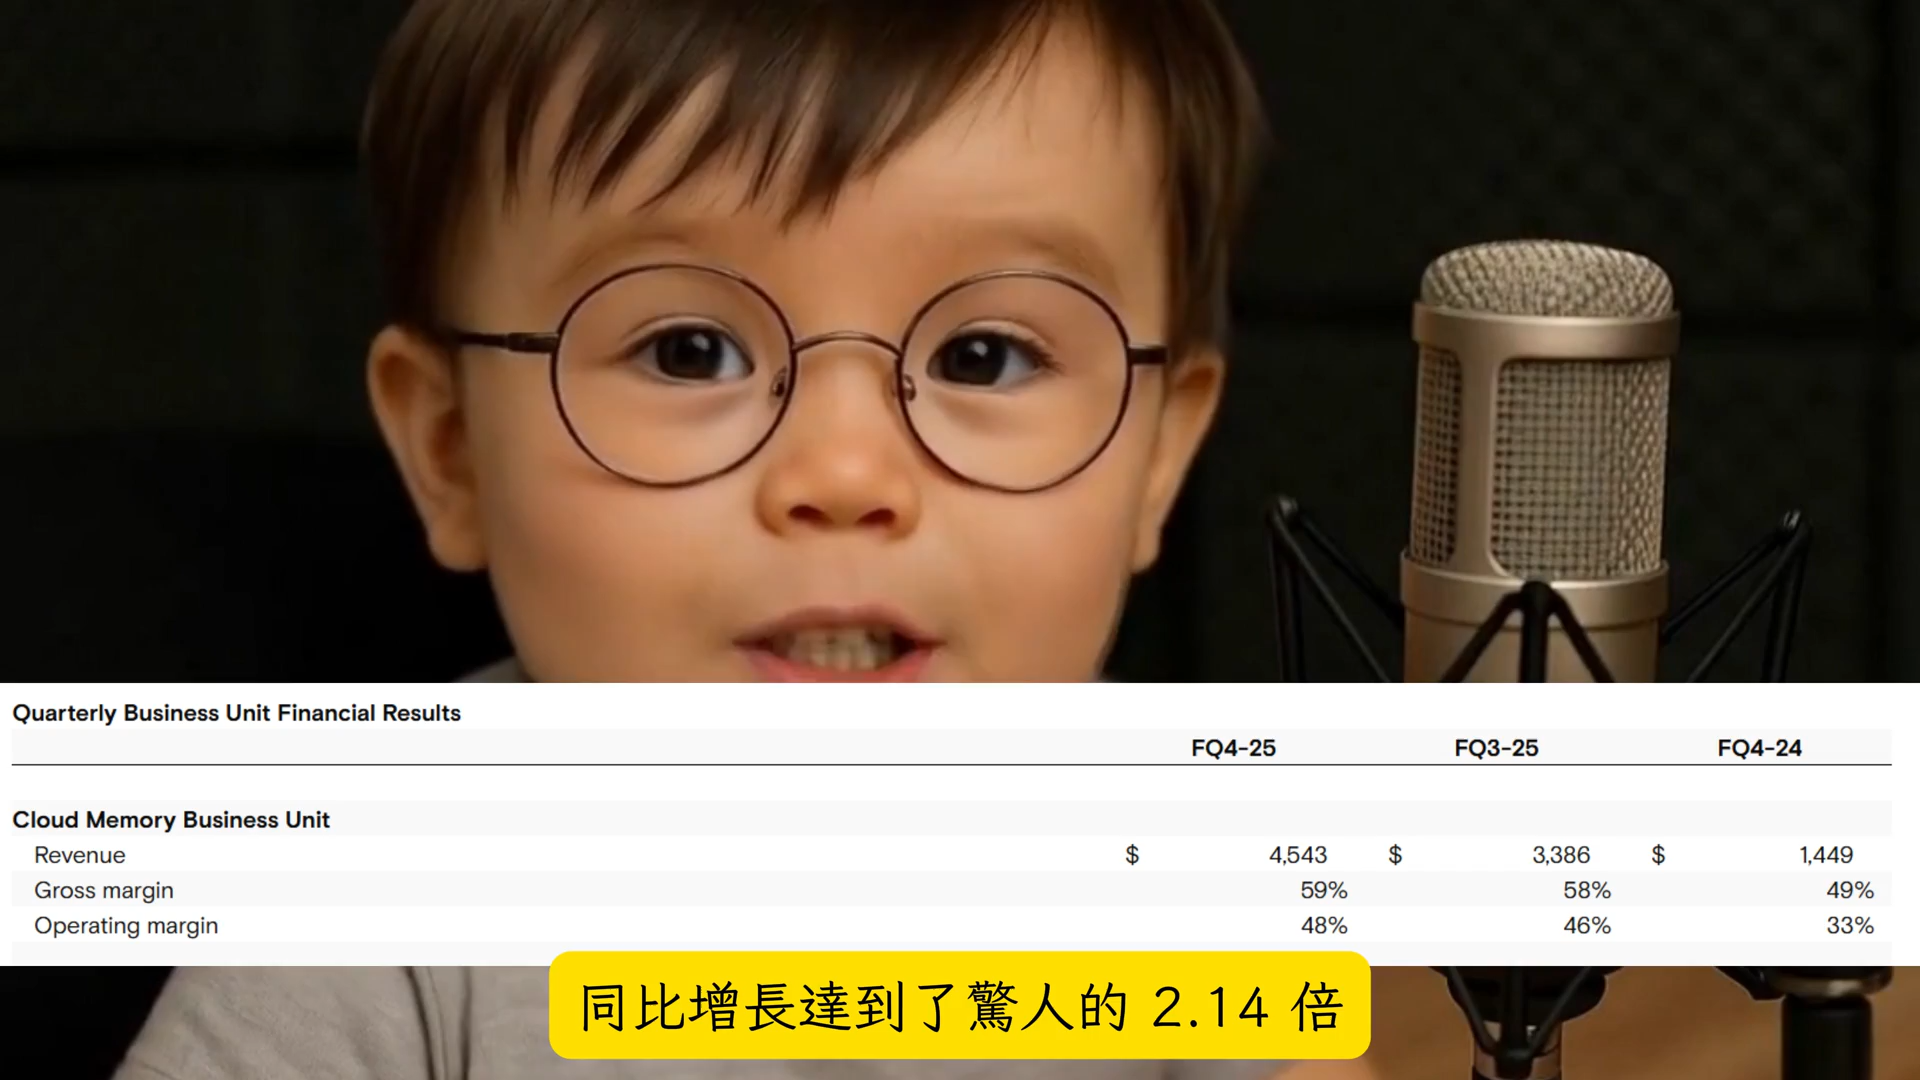 Quarterly Business Unit Financial Results
FQ4-25 FQ3-25 FQ4-24
Cloud Memory Business Unit
Revenue $ 4,543 $ 3,386 $ 1,449
Gross margin 59% 58% 49%
Operating margin 48% 46% 33%
同比增長達到了驚人的 2.14 倍